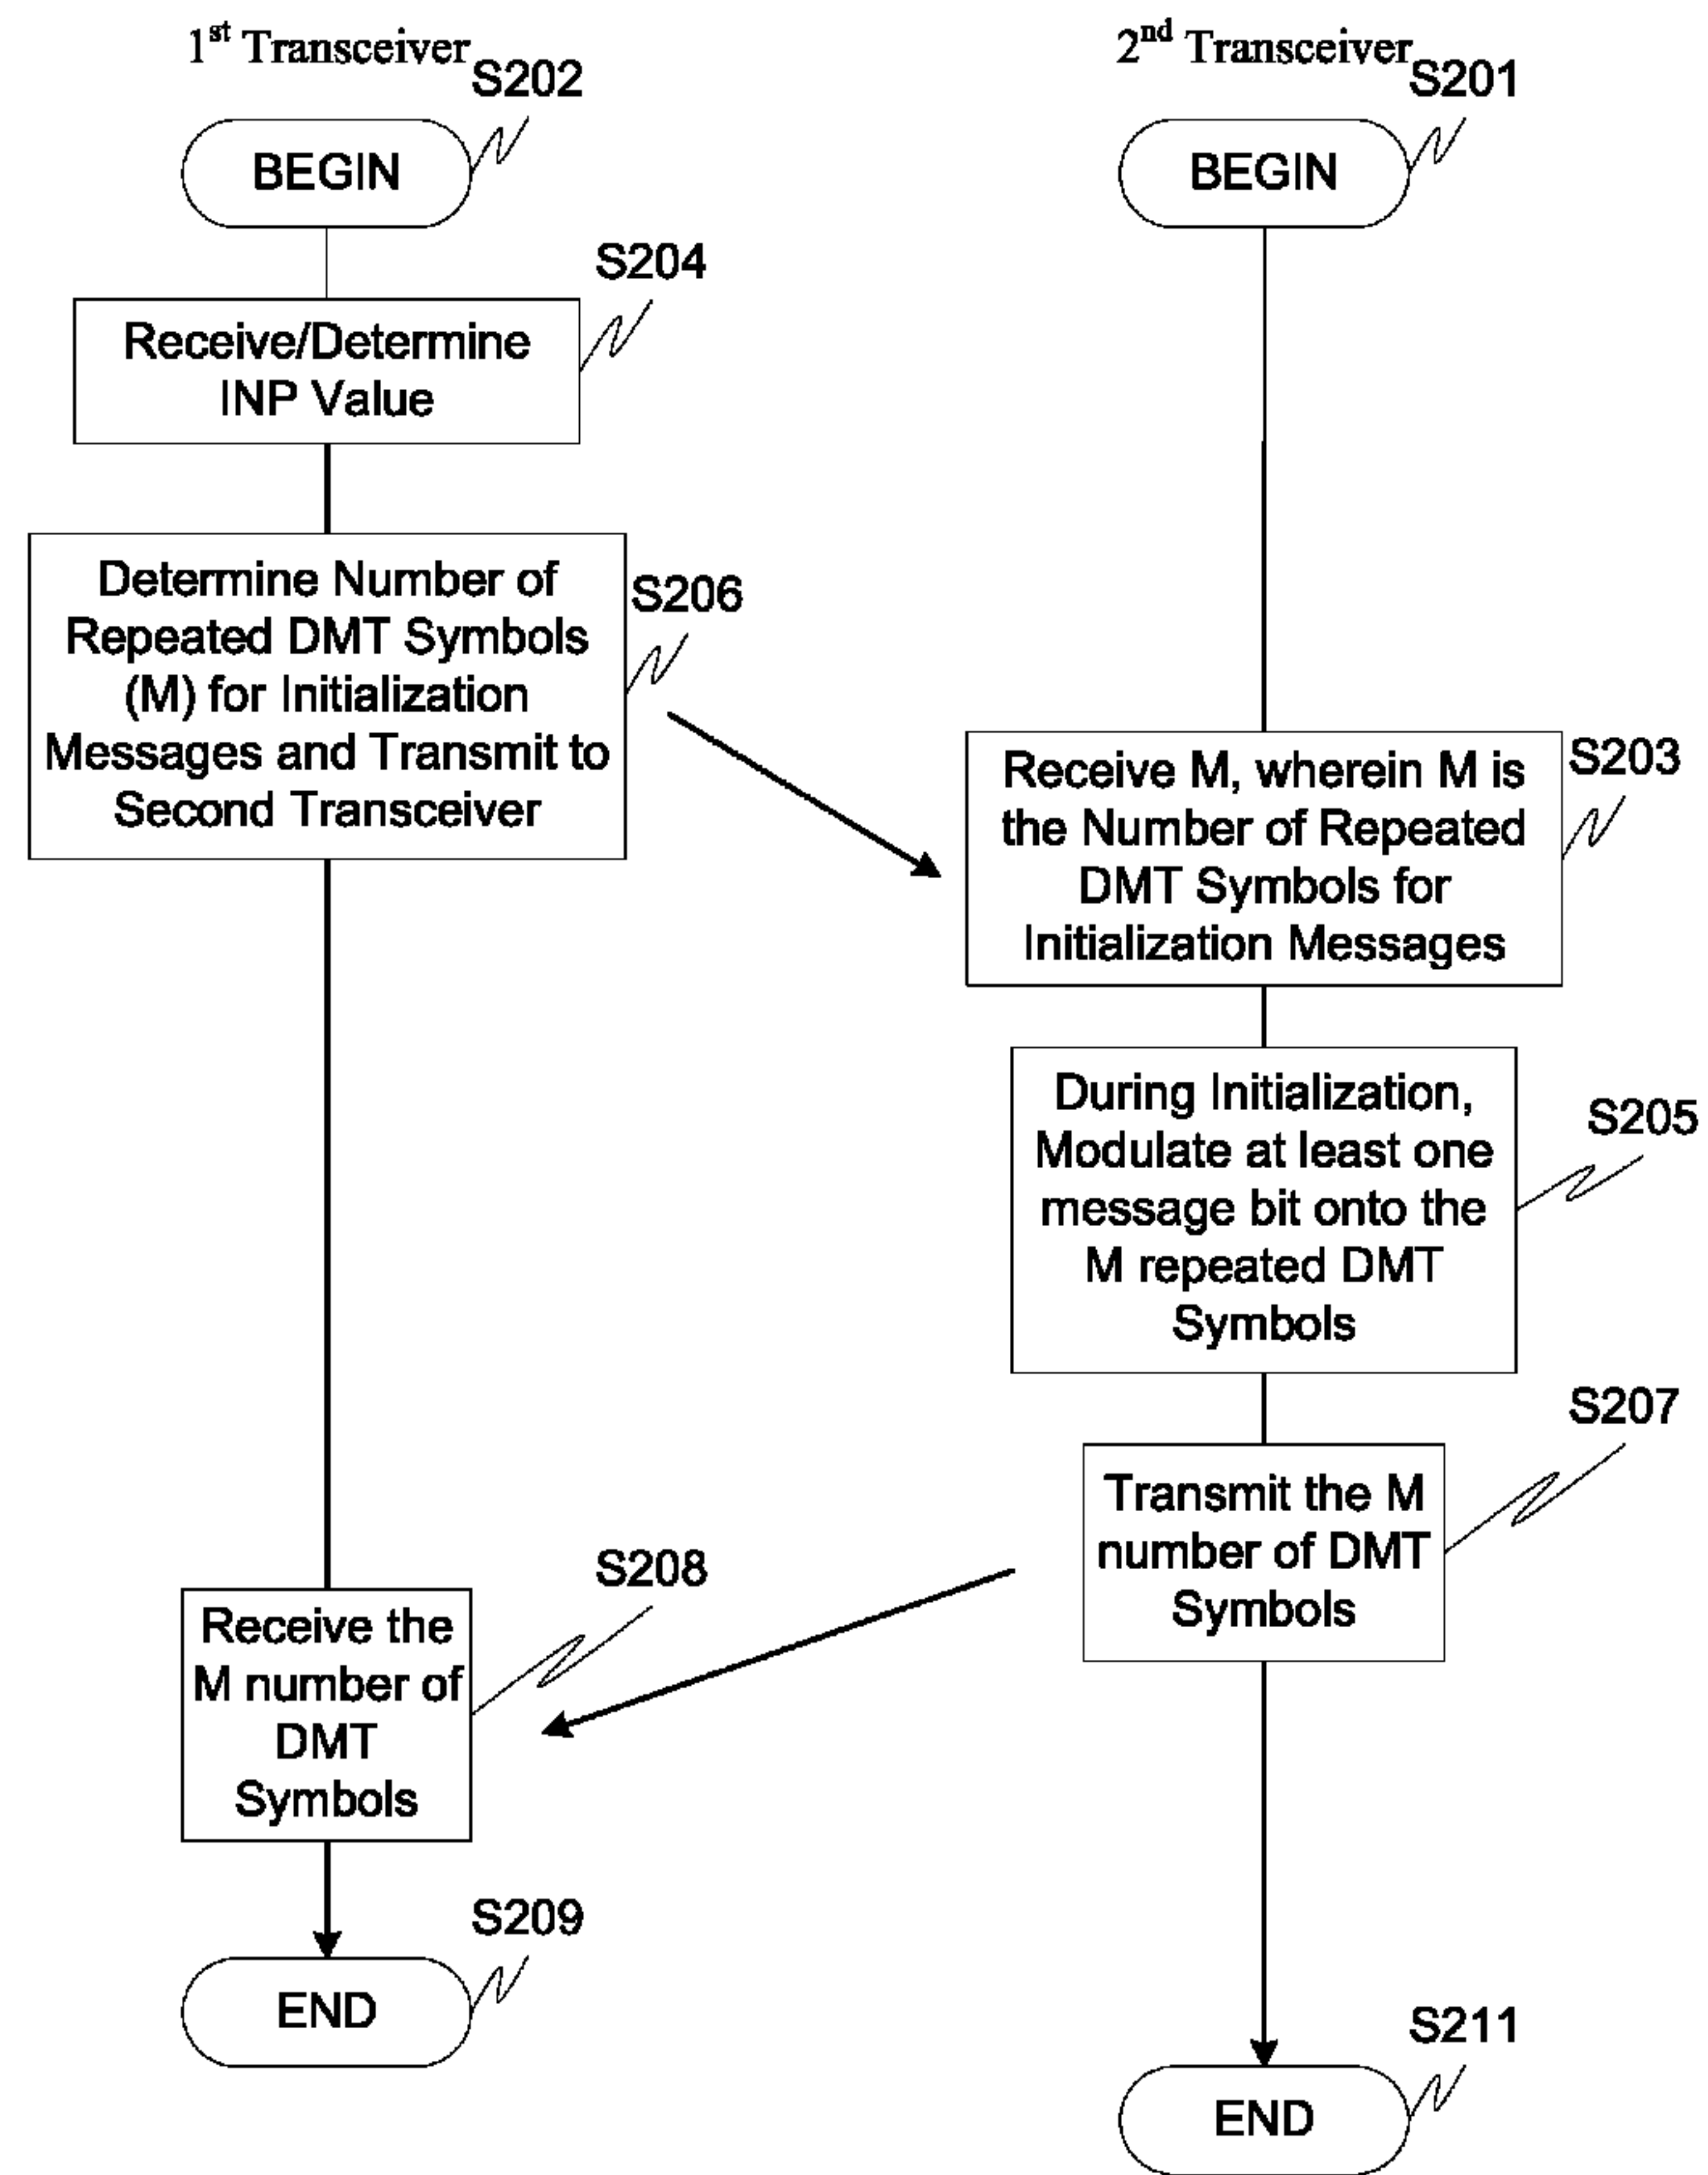 1st Transceiver
S202
BEGIN
S204
Receive/Determine
INP Value
Determine Number of
Repeated DMT Symbols
(M) for Initialization
Messages and Transmit to
Second Transceiver
S206
S208
Receive the
M number of
DMT
Symbols
S209
END
2nd Transceiver
S201
BEGIN
Receive M, wherein M is
the Number of Repeated
DMT Symbols for
Initialization Messages
S203
During Initialization,
Modulate at least one
message bit onto the
M repeated DMT
Symbols
S205
S207
Transmit the M
number of DMT
Symbols
S211
END